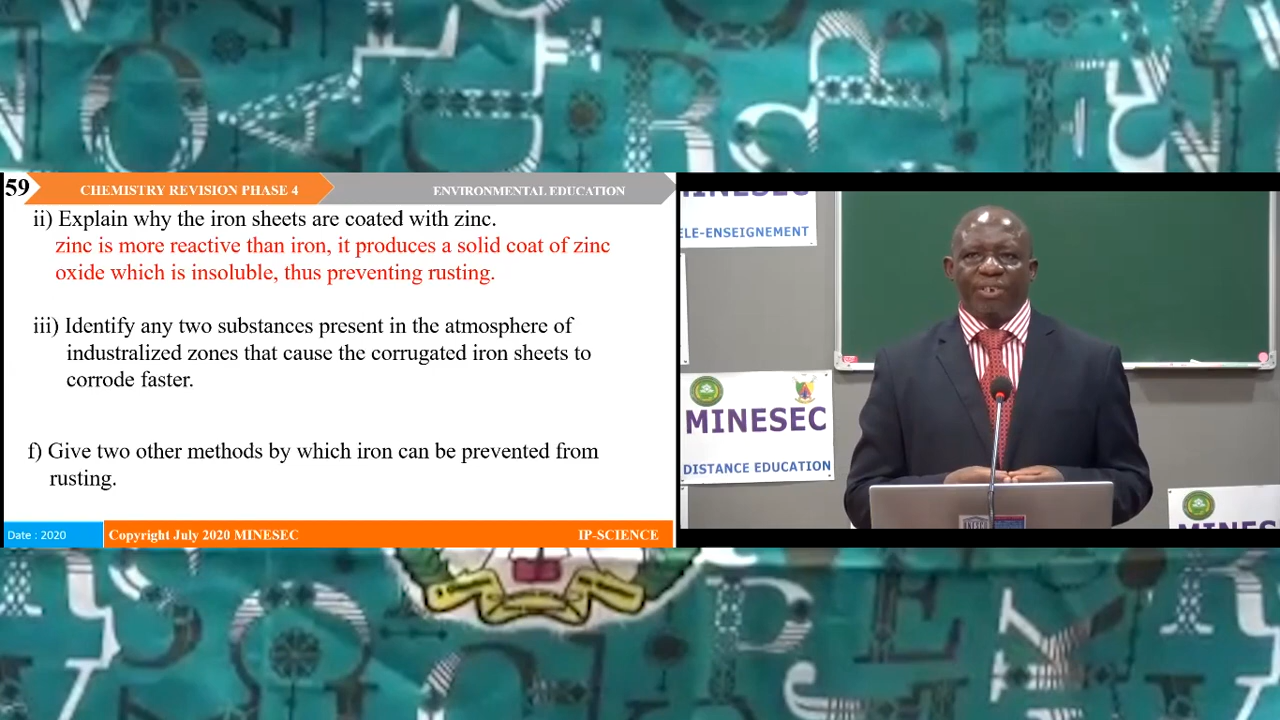 59
CHEMISTRY REVISION PHASE 4
ENVIRONMENTAL EDUCATION
ii) Explain why the iron sheets are coated with zinc.
zinc is more reactive than iron, it produces a solid coat of zinc
oxide which is insoluble, thus preventing rusting.
iii) Identify any two substances present in the atmosphere of
industralized zones that cause the corrugated iron sheets to
corrode faster.
f) Give two other methods by which iron can be prevented from
rusting.
Date : 2020
Copyright July 2020 MINESEC
IP-SCIENCE
MINESEC
DISTANCE EDUCATION